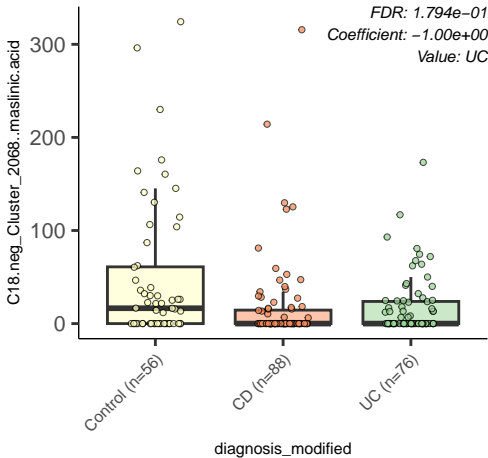 FDR: 1.794e−01
Coefficient: −1.00e+00
Value: UC
C18.neg_Cluster_2068..maslinic.acid
300
200
100
0
Control (n=56)
CD (n=88)
UC (n=76)
diagnosis_modified